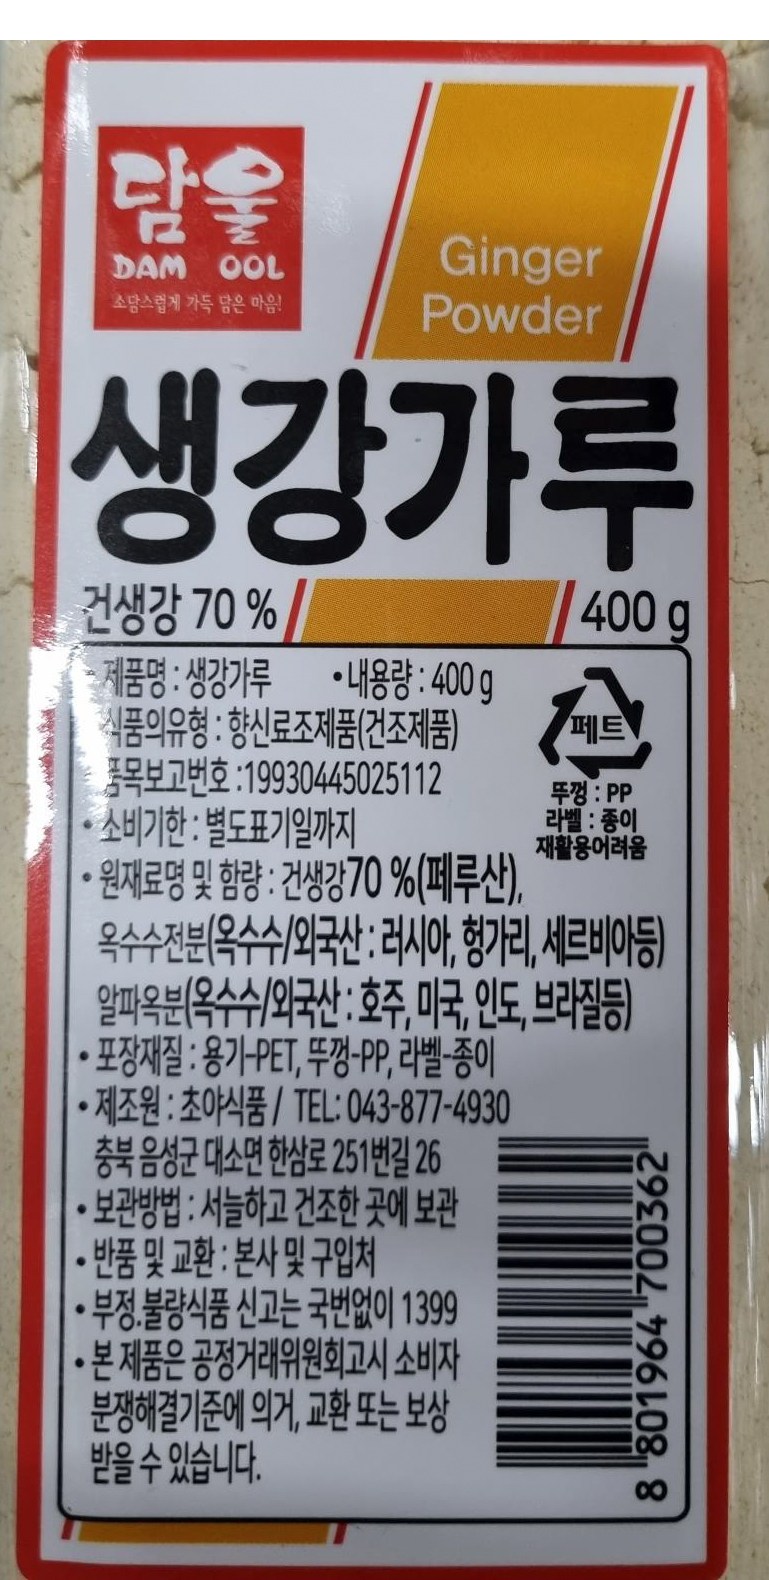 담울
DAM OOL
소담스럽게 가득 담은 마음!
Ginger
Powder
생강가루
건생강 70 %
400 g
• 제품명 : 생강가루 • 내용량 : 400 g
식품의유형 : 향신료조제품(건조제품)
품목보고번호 :19930445025112
• 소비기한 : 별도표기일까지
페트
뚜껑 : PP
라벨 : 종이
재활용어려움
• 원재료명 및 함량 : 건생강70 %(페루산),
옥수수전분(옥수수/외국산 : 러시아, 헝가리, 세르비아등)
알파옥분(옥수수/외국산 : 호주, 미국, 인도, 브라질등)
• 포장재질 : 용기-PET, 뚜껑-PP, 라벨-종이
• 제조원 : 초야식품 / TEL: 043-877-4930
충북 음성군 대소면 한삼로 251번길 26
• 보관방법 : 서늘하고 건조한 곳에 보관
• 반품 및 교환 : 본사 및 구입처
• 부정.불량식품 신고는 국번없이 1399
• 본 제품은 공정거래위원회고시 소비자
분쟁해결기준에 의거, 교환 또는 보상
받을 수 있습니다.
8 801964 700362